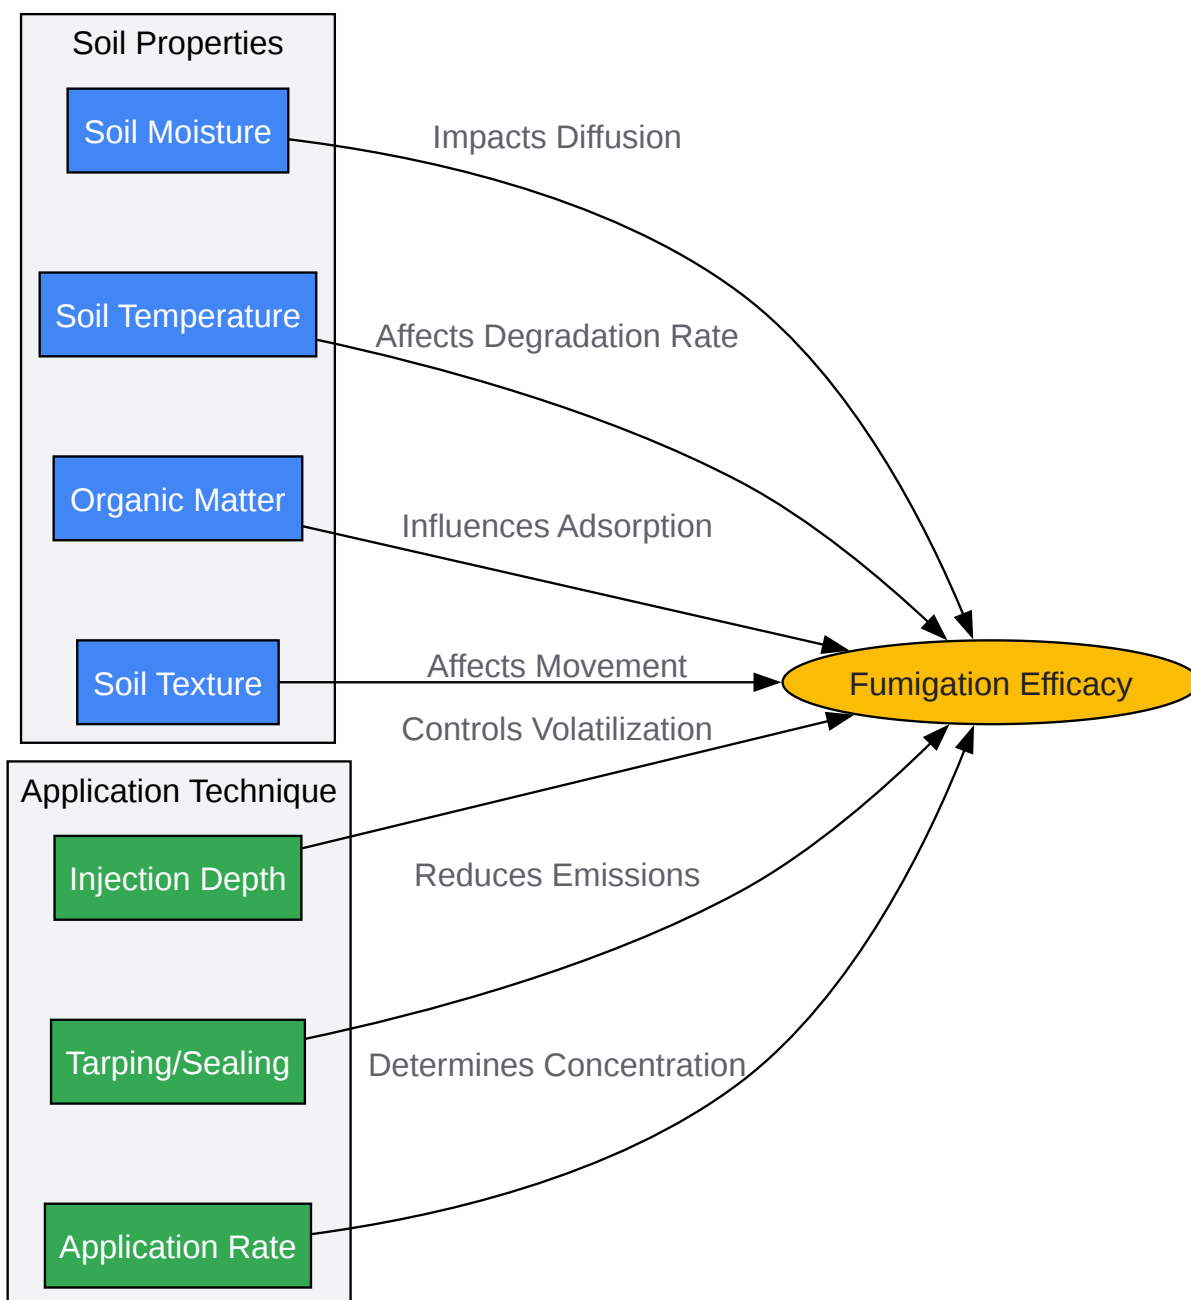 Soil Properties
Soil Moisture
Impacts Diffusion
Soil Temperature
Affects Degradation Rate
Organic Matter
Influences Adsorption
Soil Texture
Affects Movement
Fumigation Efficacy
Controls Volatilization
Application Technique
Injection Depth
Reduces Emissions
Tarping/Sealing
Determines Concentration
Application Rate